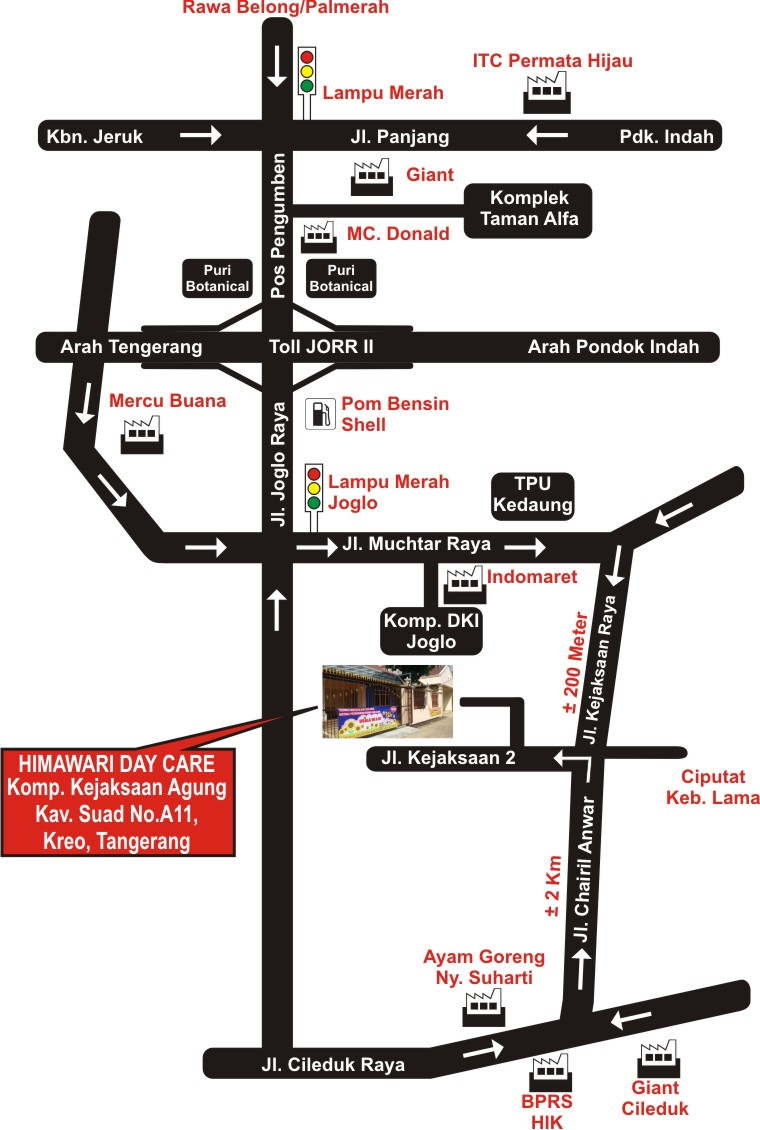 Rawa Belong/Palmerah
ITC Permata Hijau
Lampu Merah
Kbn. Jeruk
Jl. Panjang
Pdk. Indah
Giant
Pos Pengumben
Komplek
Taman Alfa
MC. Donald
Puri
Botanical
Puri
Botanical
Arah Tengerang
Toll JORR II
Arah Pondok Indah
Mercu Buana
Jl. Joglo Raya
Pom Bensin
Shell
Lampu Merah
Joglo
TPU
Kedaung
Jl. Muchtar Raya
Indomaret
Komp. DKI
Joglo
± 200 Meter
Jl. Kejaksaan Raya
HIMAWARI DAY CARE
Komp. Kejaksaan Agung
Kav. Suad No.A11,
Kreo, Tangerang
Jl. Kejaksaan 2
Ciputat
Keb. Lama
± 2 Km
Jl. Chairil Anwar
Ayam Goreng
Ny. Suharti
Jl. Cileduk Raya
BPRS
HIK
Giant
Cileduk